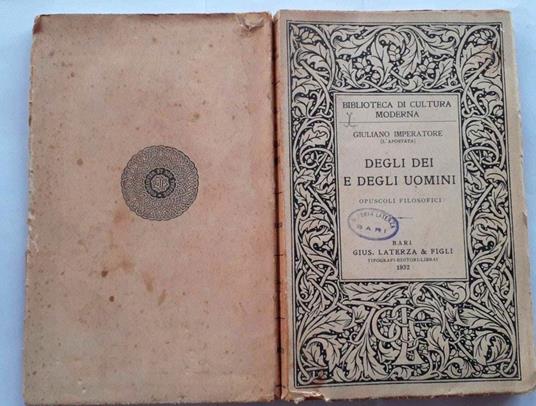 BIBLIOTECA DI CULTURA
MODERNA
GIULIANO IMPERATORE
(L'APOSTATA)
DEGLI DEI
E DEGLI UOMINI
OPUSCOLI FILOSOFICI
LATERZA
BARI
BARI
GIUS. LATERZA & FIGLI
TIPOGRAFI-EDITORI-LIBRAI
1932